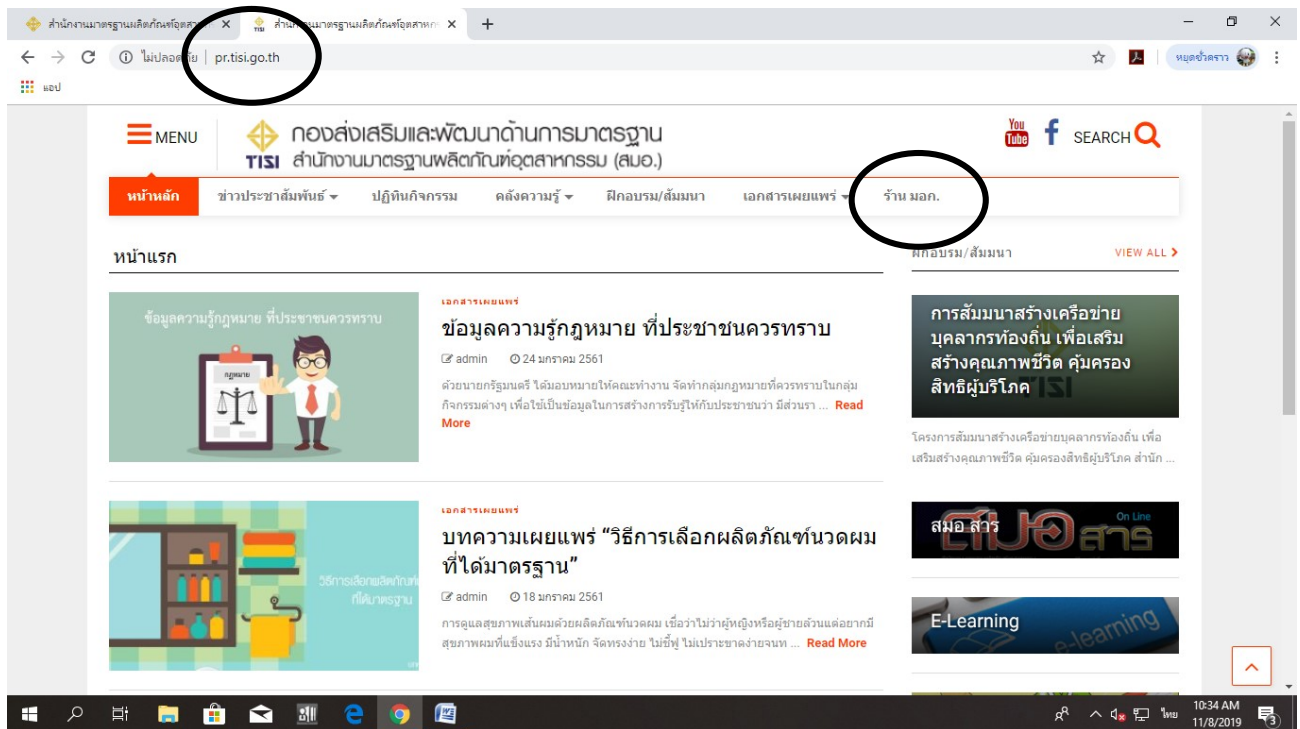 สำนักงานมาตรฐานผลิตภัณฑ์อุตสา
TISI สำนักงานมาตรฐานผลิตภัณฑ์อุตสาหก
ไม่ปลอดภัย pr.tisi.go.th
หยุดชั่วคราว
แอป
MENU
กองส่งเสริมและพัฒนาด้านการมาตรฐาน
TISI สำนักงานมาตรฐานผลิตภัณฑ์อุตสาหกรรม (สมอ.)
You Tube
f SEARCH
หน้าหลัก ข่าวประชาสัมพันธ์ ปฏิทินกิจกรรม คลังความรู้ ฝึกอบรม/สัมมนา เอกสารเผยแพร่ ร้าน มอก.
หน้าแรก
ข้อมูลความรู้กฎหมาย ที่ประชาชนควรทราบ
กฎหมาย
เอกสารเผยแพร่
ข้อมูลความรู้กฎหมาย ที่ประชาชนควรทราบ
admin 24 มกราคม 2561
ด้วยนายกรัฐมนตรี ได้มอบหมายให้คณะทำงาน จัดทำกลุ่มกฎหมายที่ควรทราบในกลุ่ม
กิจกรรมต่างๆ เพื่อใช้เป็นข้อมูลในการสร้างการรับรู้ให้กับประชาชนว่า มีส่วนรา ... Read
More
วิธีการเลือกผลิตภัณฑ์
ที่ได้มาตรฐาน
เอกสารเผยแพร่
บทความเผยแพร่ “วิธีการเลือกผลิตภัณฑ์นวดผม
ที่ได้มาตรฐาน”
admin 18 มกราคม 2561
การดูแลสุขภาพเส้นผมด้วยผลิตภัณฑ์นวดผม เชื่อว่าไม่ว่าผู้หญิงหรือผู้ชายล้วนแต่อยากมี
สุขภาพผมที่แข็งแรง มีน้ำหนัก จัดทรงง่าย ไม่ชี้ฟู ไม่เปราะขาดง่ายจนท ... Read More
ฝึกอบรม/สัมมนา VIEW ALL
การสัมมนาสร้างเครือข่าย
บุคลากรท้องถิ่น เพื่อเสริม
สร้างคุณภาพชีวิต คุ้มครอง
สิทธิผู้บริโภค
TISI
โครงการสัมมนาสร้างเครือข่ายบุคลากรท้องถิ่น เพื่อ
เสริมสร้างคุณภาพชีวิต คุ้มครองสิทธิผู้บริโภค สำนัก ...
สมอ สาร
สมอ สาร On Line
E-Learning
e-learning
ไทย
10:34 AM
11/8/2019
3